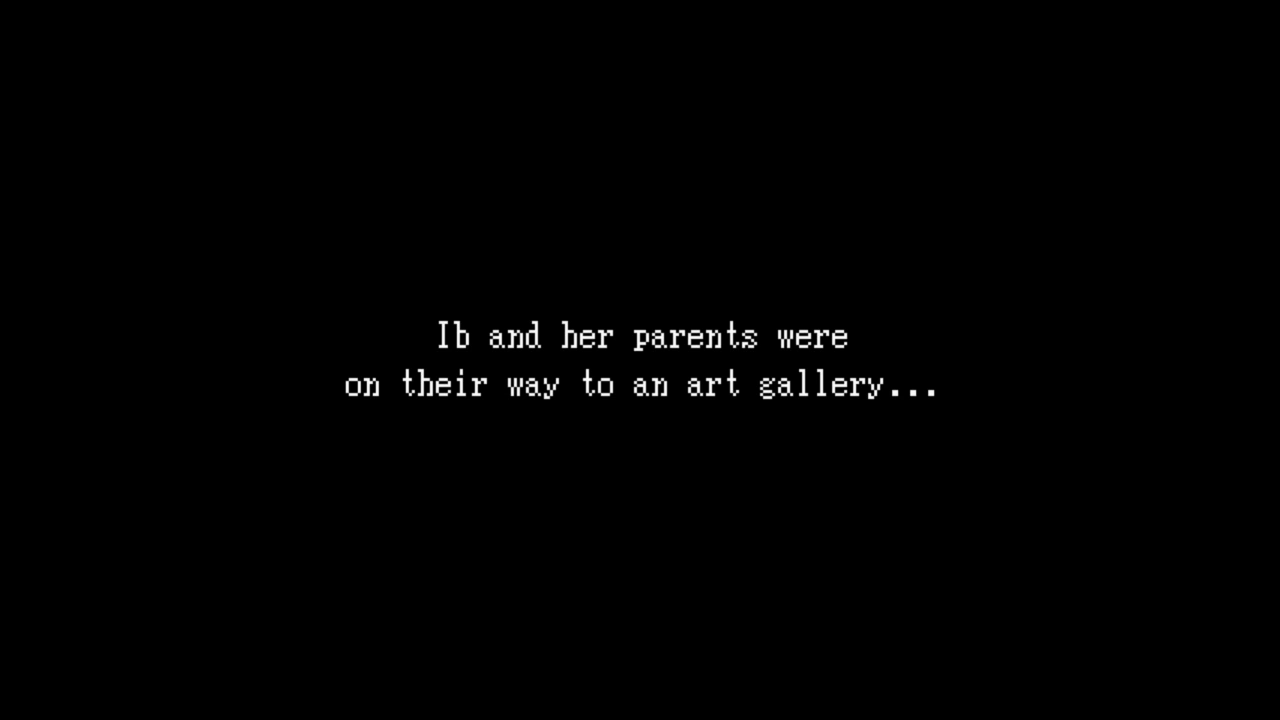 Ib and her parents were
on their way to an art gallery...